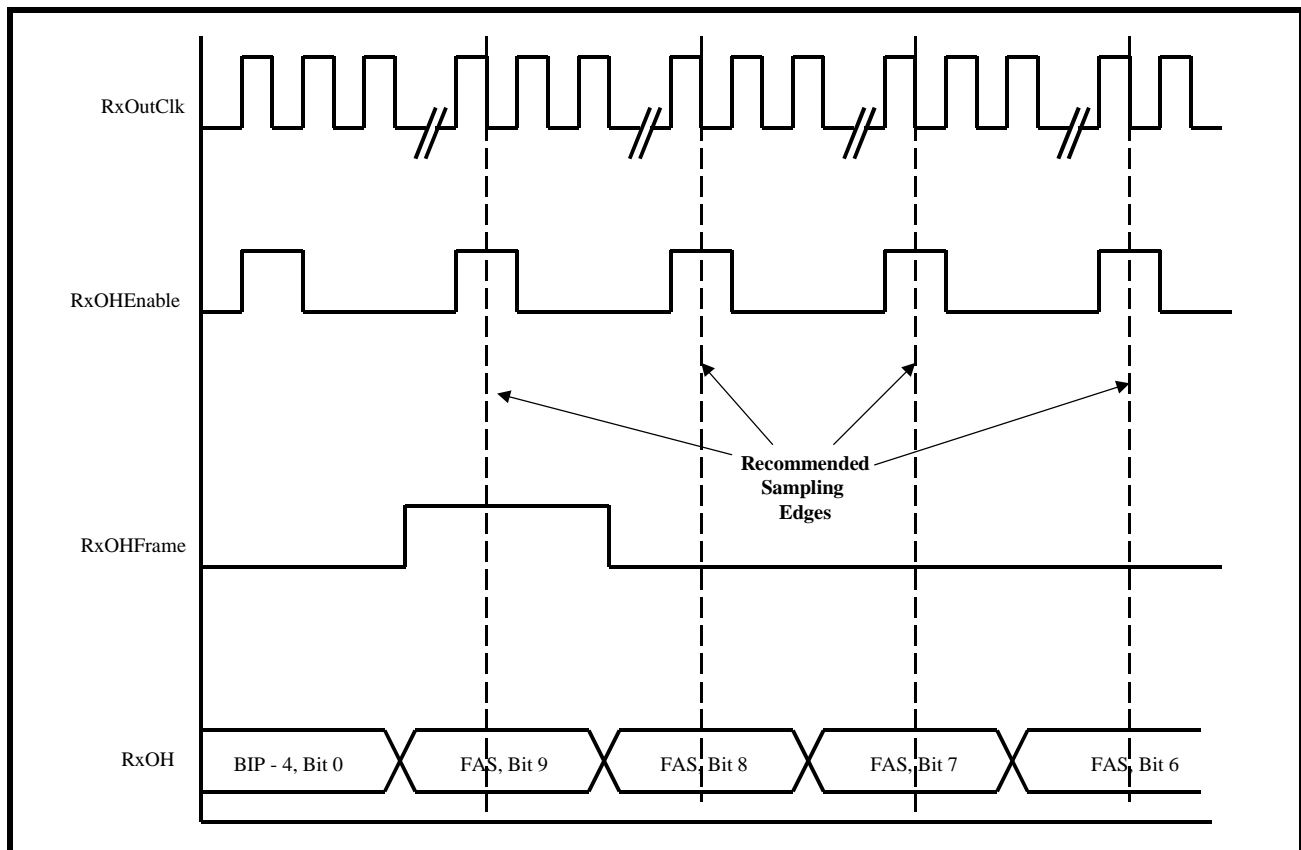 RxOutClk
RxOHEnable
Recommended
Sampling
Edges
RxOHFrame
RxOH
BIP - 4, Bit 0
FAS, Bit 9
FAS, Bit 8
FAS, Bit 7
FAS, Bit 6